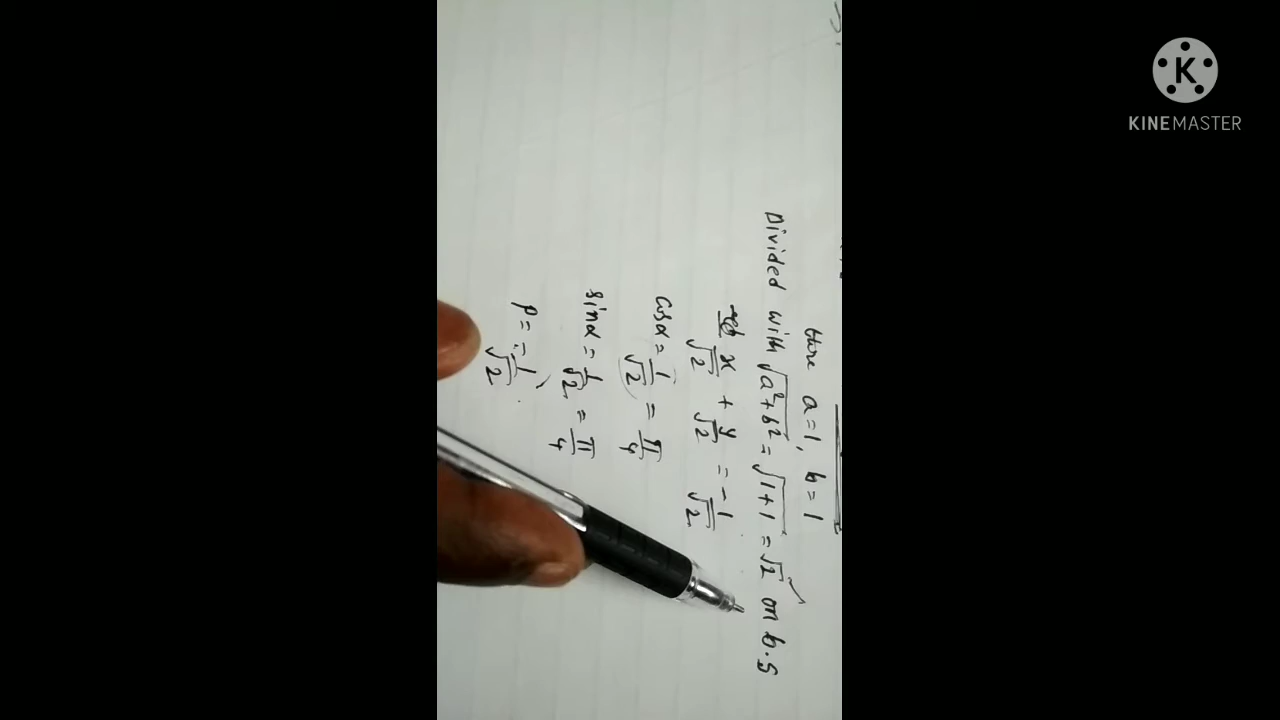 Here a=1, b=1
Divided with √a²+b² = √1+1 = √2 on b.s
x/√2 + y/√2 = -1/√2
cosα = 1/√2 = π/4
sinα = 1/√2 = π/4
P = -1/√2
K
KINEMASTER